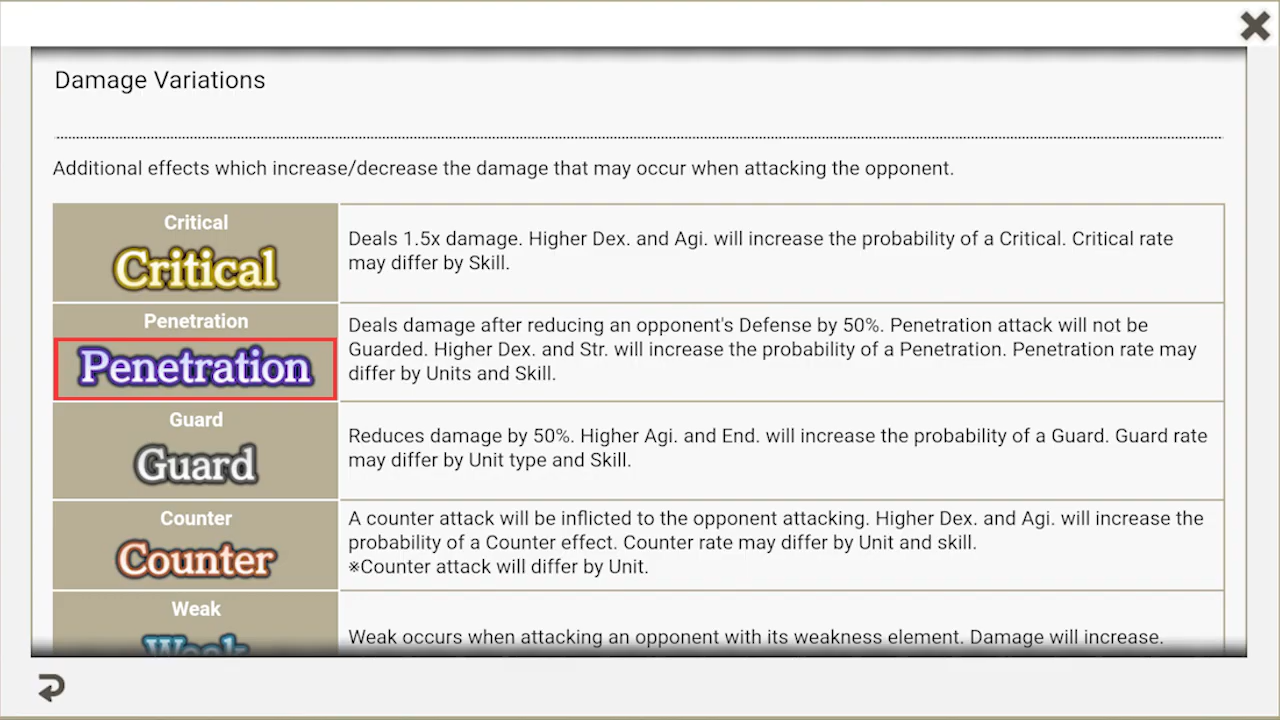 Damage Variations
Additional effects which increase/decrease the damage that may occur when attacking the opponent.
Critical
Critical
Deals 1.5x damage. Higher Dex. and Agi. will increase the probability of a Critical. Critical rate
may differ by Skill.
Penetration
Penetration
Deals damage after reducing an opponent's Defense by 50%. Penetration attack will not be
Guarded. Higher Dex. and Str. will increase the probability of a Penetration. Penetration rate may
differ by Units and Skill.
Guard
Guard
Reduces damage by 50%. Higher Agi. and End. will increase the probability of a Guard. Guard rate
may differ by Unit type and Skill.
Counter
Counter
A counter attack will be inflicted to the opponent attacking. Higher Dex. and Agi. will increase the
probability of a Counter effect. Counter rate may differ by Unit and skill.
※Counter attack will differ by Unit.
Weak
Weak
Weak occurs when attacking an opponent with its weakness element. Damage will increase.